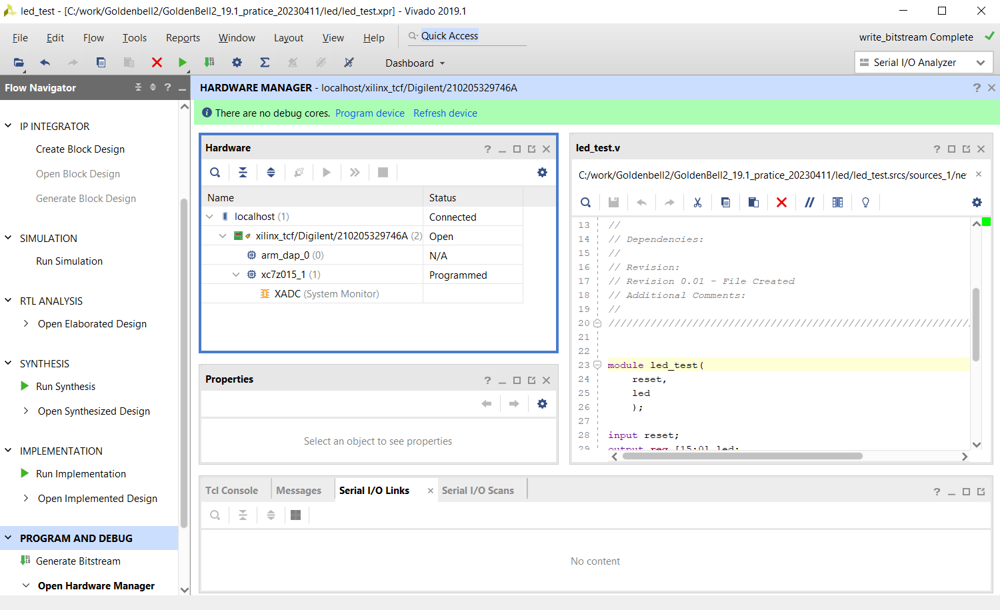 led_test - [C:/work/Goldenbell2/GoldenBell2_19.1_pratice_20230411/led/led_test.xpr] - Vivado 2019.1
File Edit Flow Tools Reports Window Layout View Help Quick Access
write_bitstream Complete
Dashboard
Serial I/O Analyzer
Flow Navigator
IP INTEGRATOR
Create Block Design
Open Block Design
Generate Block Design
SIMULATION
Run Simulation
RTL ANALYSIS
Open Elaborated Design
SYNTHESIS
Run Synthesis
Open Synthesized Design
IMPLEMENTATION
Run Implementation
Open Implemented Design
PROGRAM AND DEBUG
Generate Bitstream
Open Hardware Manager
HARDWARE MANAGER - localhost/xilinx_tcf/Digilent/210205329746A
There are no debug cores. Program device Refresh device
Hardware
Name Status
localhost (1) Connected
xilinx_tcf/Digilent/210205329746A (2) Open
arm_dap_0 (0) N/A
xc7z015_1 (1) Programmed
XADC (System Monitor)
Properties
Select an object to see properties
led_test.v
C:/work/Goldenbell2/GoldenBell2_19.1_pratice_20230411/led/led_test.srcs/sources_1/ne
13 //
14 // Dependencies:
15 //
16 // Revision:
17 // Revision 0.01 - File Created
18 // Additional Comments:
19 //
20 ////////////////////////////////////////////////////////////
21
22
23 module led_test(
24 reset,
25 led
26 );
27
28 input reset;
29 output reg [15:0] led;
Tcl Console Messages Serial I/O Links Serial I/O Scans
No content